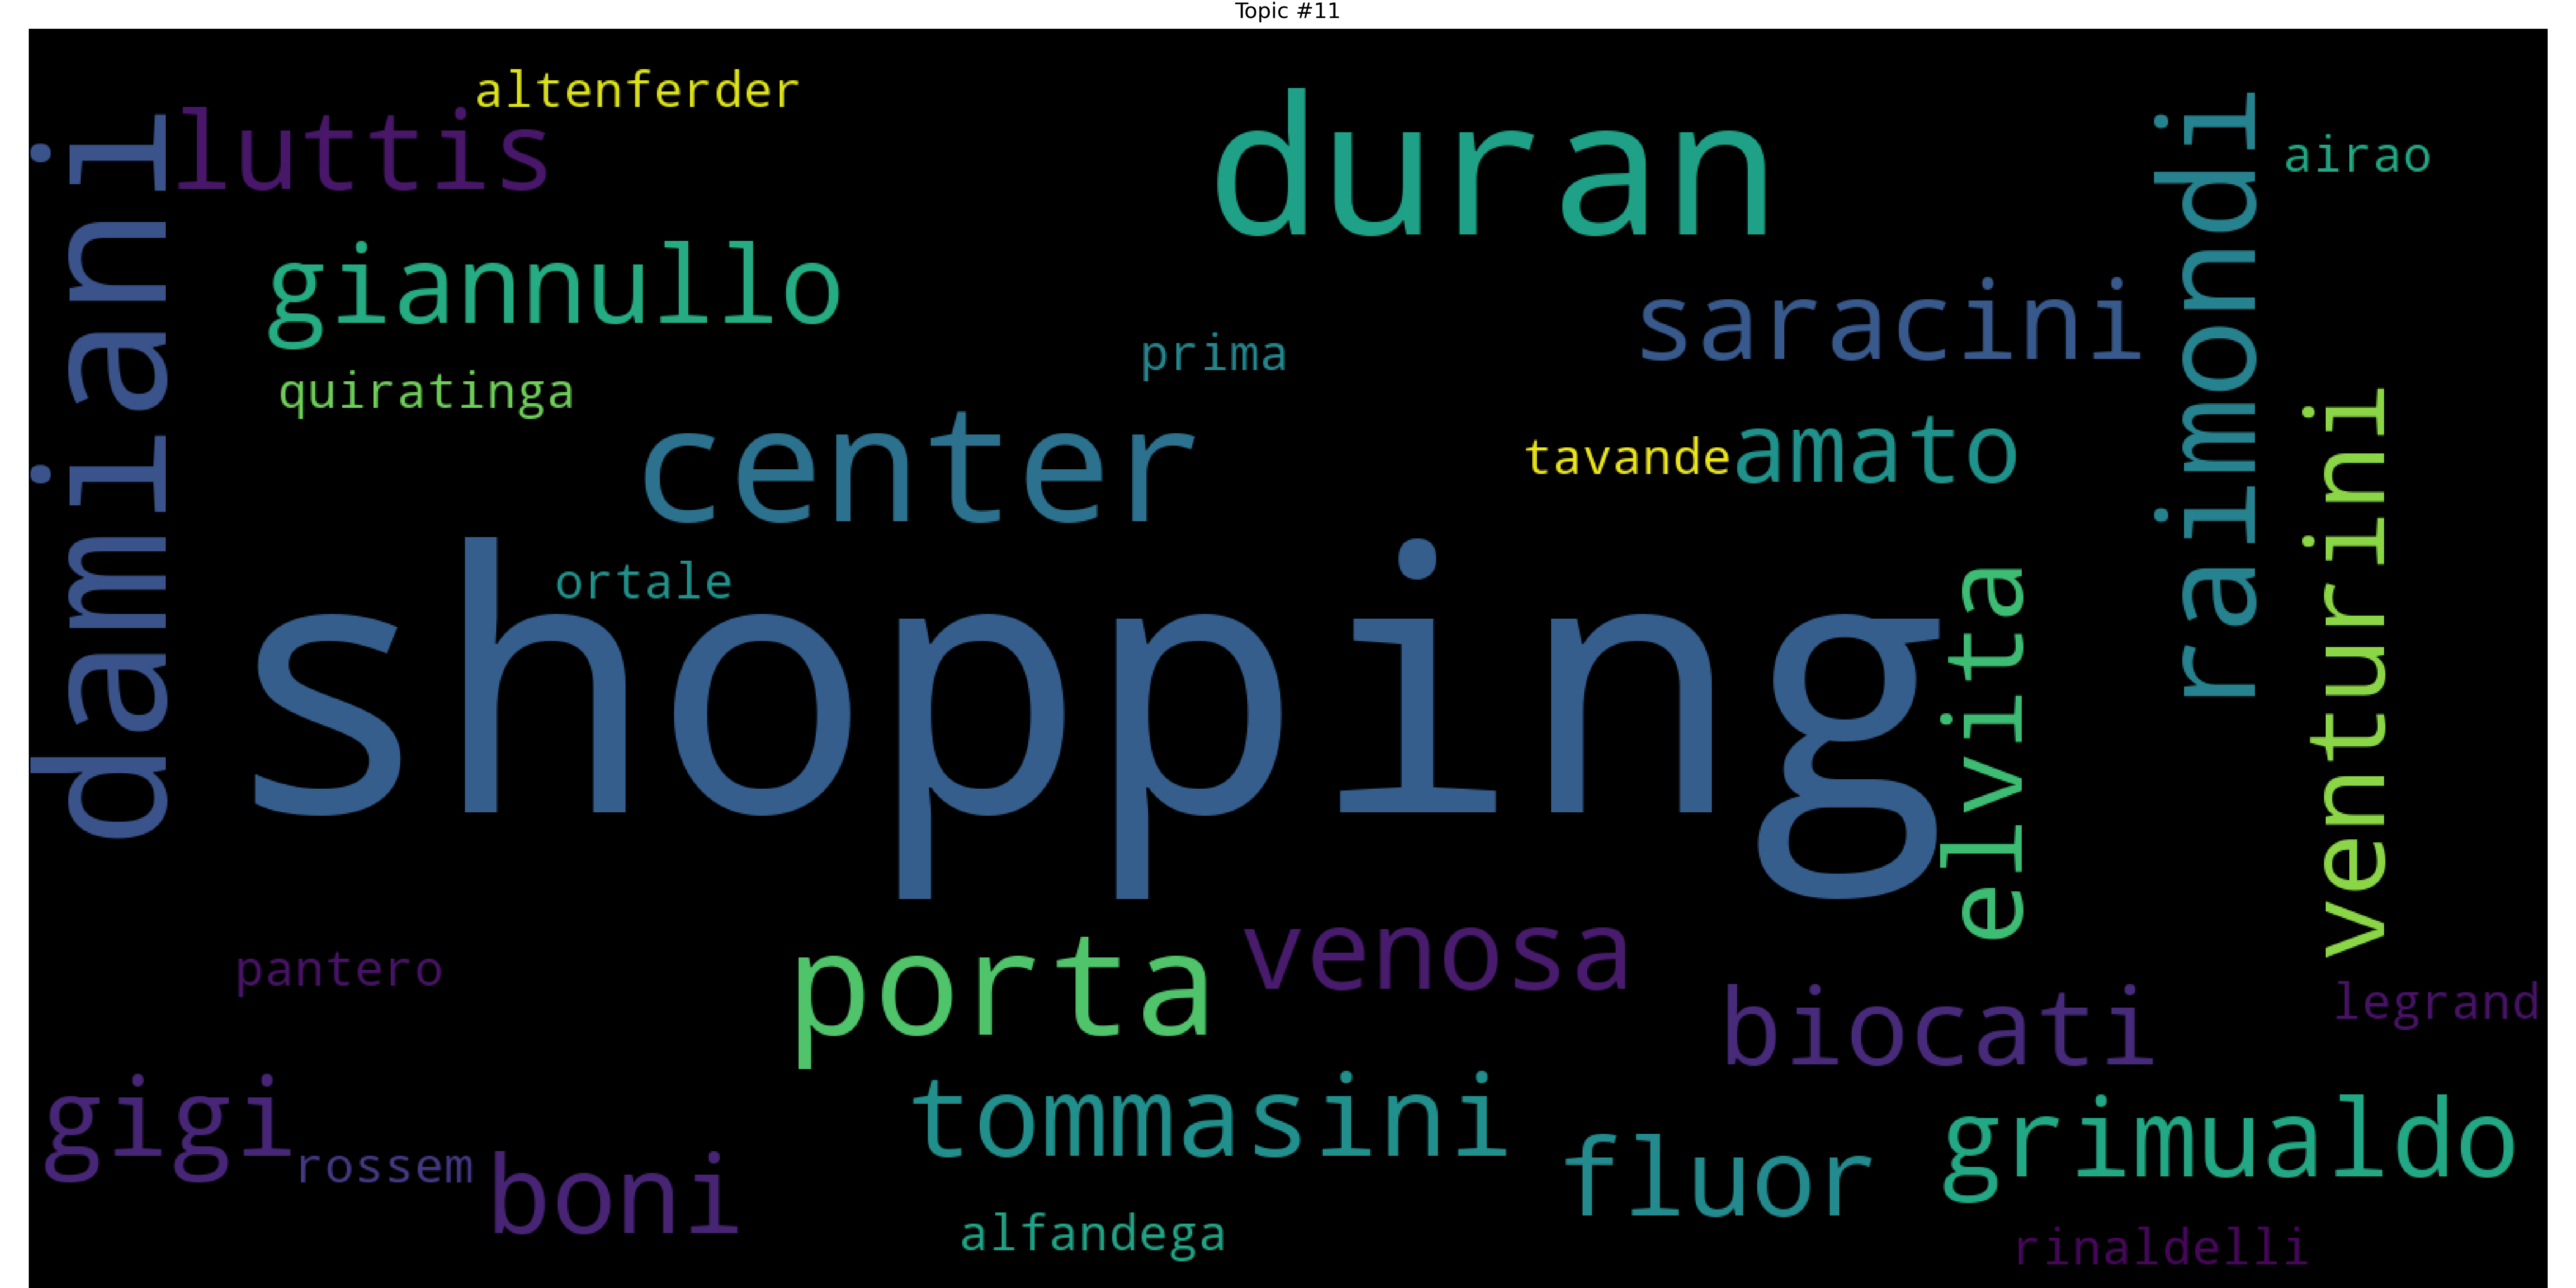 Topic #11
altenferder
luttis
duran
airao
damiani
raimondi
giannullo
saracini
prima
quiratinga
center
tavande
amato
venturini
ortale
shopping
elvita
porta
venosa
pantero
biocati
legrand
gigi
rossem
boni
tommasini
fluor
grimualdo
alfandega
rinaldelli